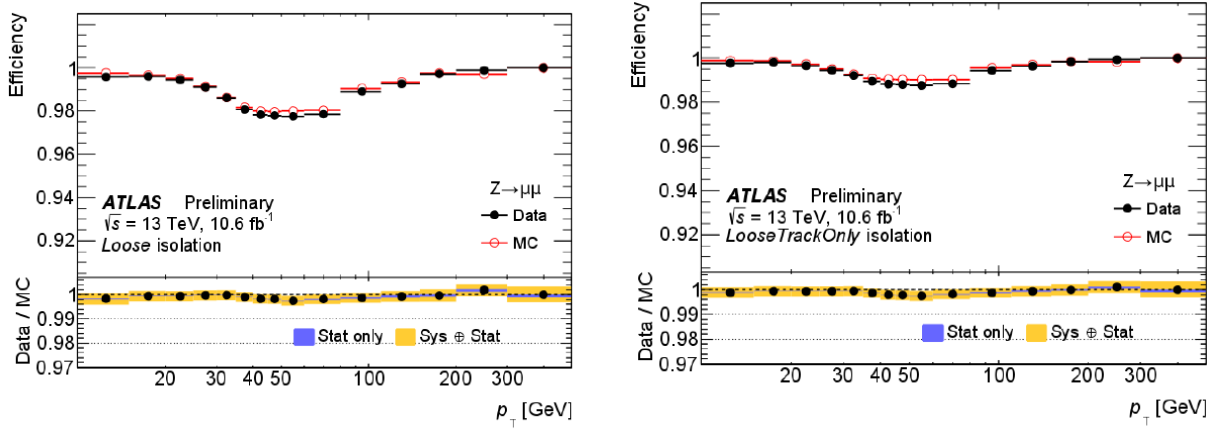 Efficiency
1
0.98
0.96
0.94
0.92
ATLAS Preliminary
√s = 13 TeV, 10.6 fb-1
Loose isolation
Z→μμ
Data
MC
Data / MC
1
0.99
0.98
0.97
Stat only
Sys ⊕ Stat
20 30 40 50 100 200 300
pT [GeV]
Efficiency
1
0.98
0.96
0.94
0.92
ATLAS Preliminary
√s = 13 TeV, 10.6 fb-1
LooseTrackOnly isolation
Z→μμ
Data
MC
Data / MC
1
0.99
0.98
0.97
Stat only
Sys ⊕ Stat
20 30 40 50 100 200 300
pT [GeV]